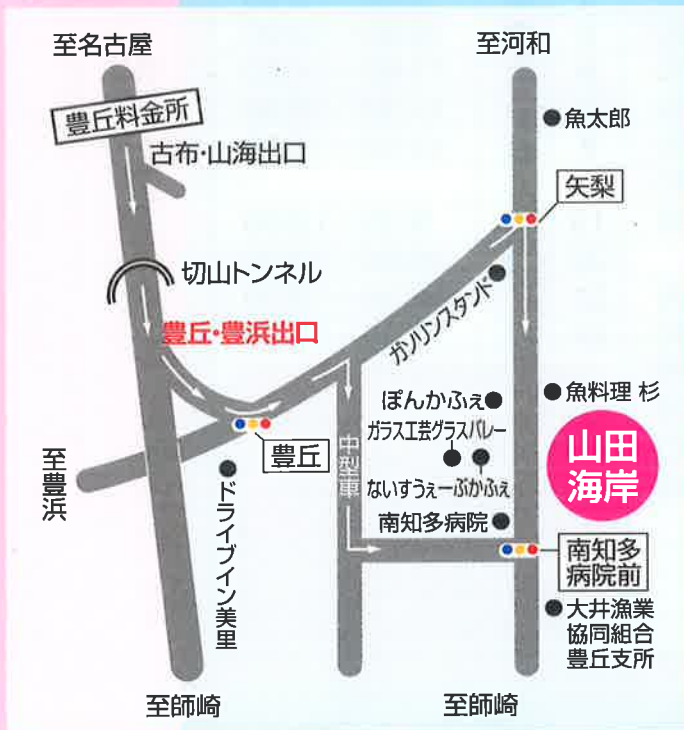 至名古屋
至河和
豊丘料金所
魚太郎
古布・山海出口
矢梨
切山トンネル
ガソリンスタンド
豊丘・豊浜出口
魚料理 杉
ぽんかふぇ
ガラス工芸グラスバレー
山田
海岸
豊丘
中型車
至豊浜
ないすうぇーぶかふぇ
ドライブイン美里
南知多病院
南知多
病院前
大井漁業
協同組合
豊丘支所
至師崎
至師崎